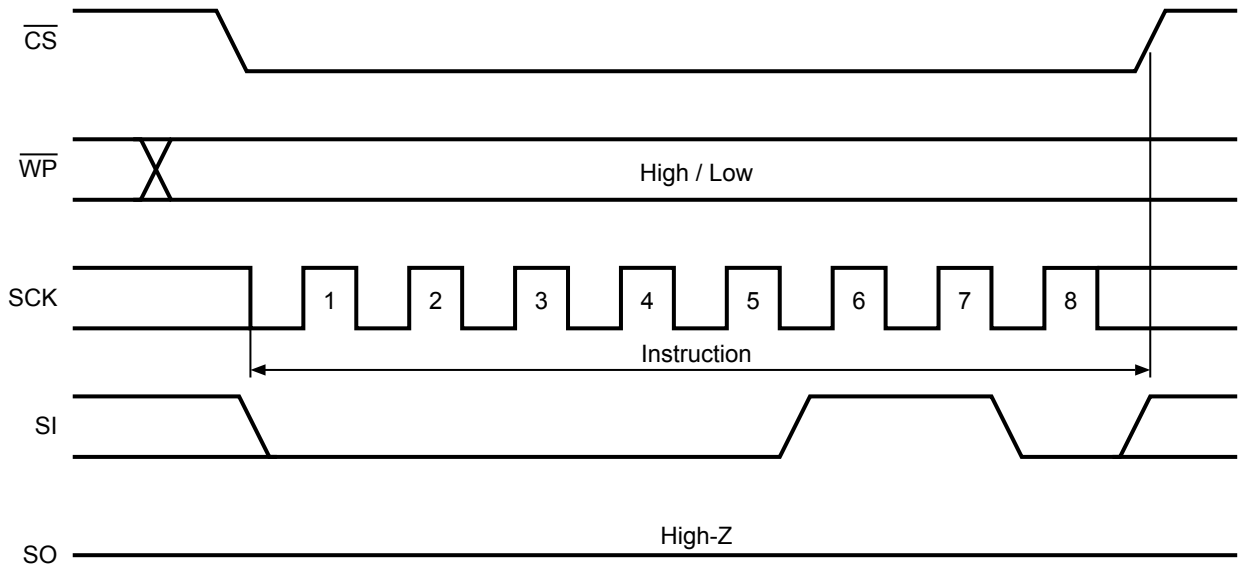 CS
WP
High / Low
SCK
1 2 3 4 5 6 7 8
Instruction
SI
High-Z
SO